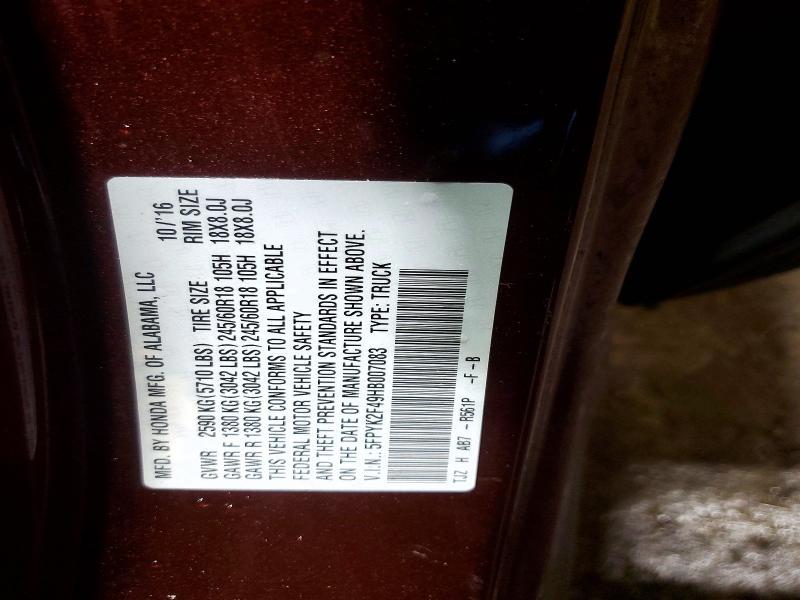 MFD. BY HONDA MFG. OF ALABAMA, LLC 10/'16
GVWR 2590 KG (5710 LBS) TIRE SIZE RIM SIZE
GAWR F 1380 KG (3042 LBS) 245/60R18 105H 18X8.0J
GAWR R 1380 KG (3042 LBS) 245/60R18 105H 18X8.0J
THIS VEHICLE CONFORMS TO ALL APPLICABLE
FEDERAL MOTOR VEHICLE SAFETY
AND THEFT PREVENTION STANDARDS IN EFFECT
ON THE DATE OF MANUFACTURE SHOWN ABOVE.
V.I.N.: 5FPYK2F49HB007083 TYPE: TRUCK
TJZ H AB7 -R561P -F -B